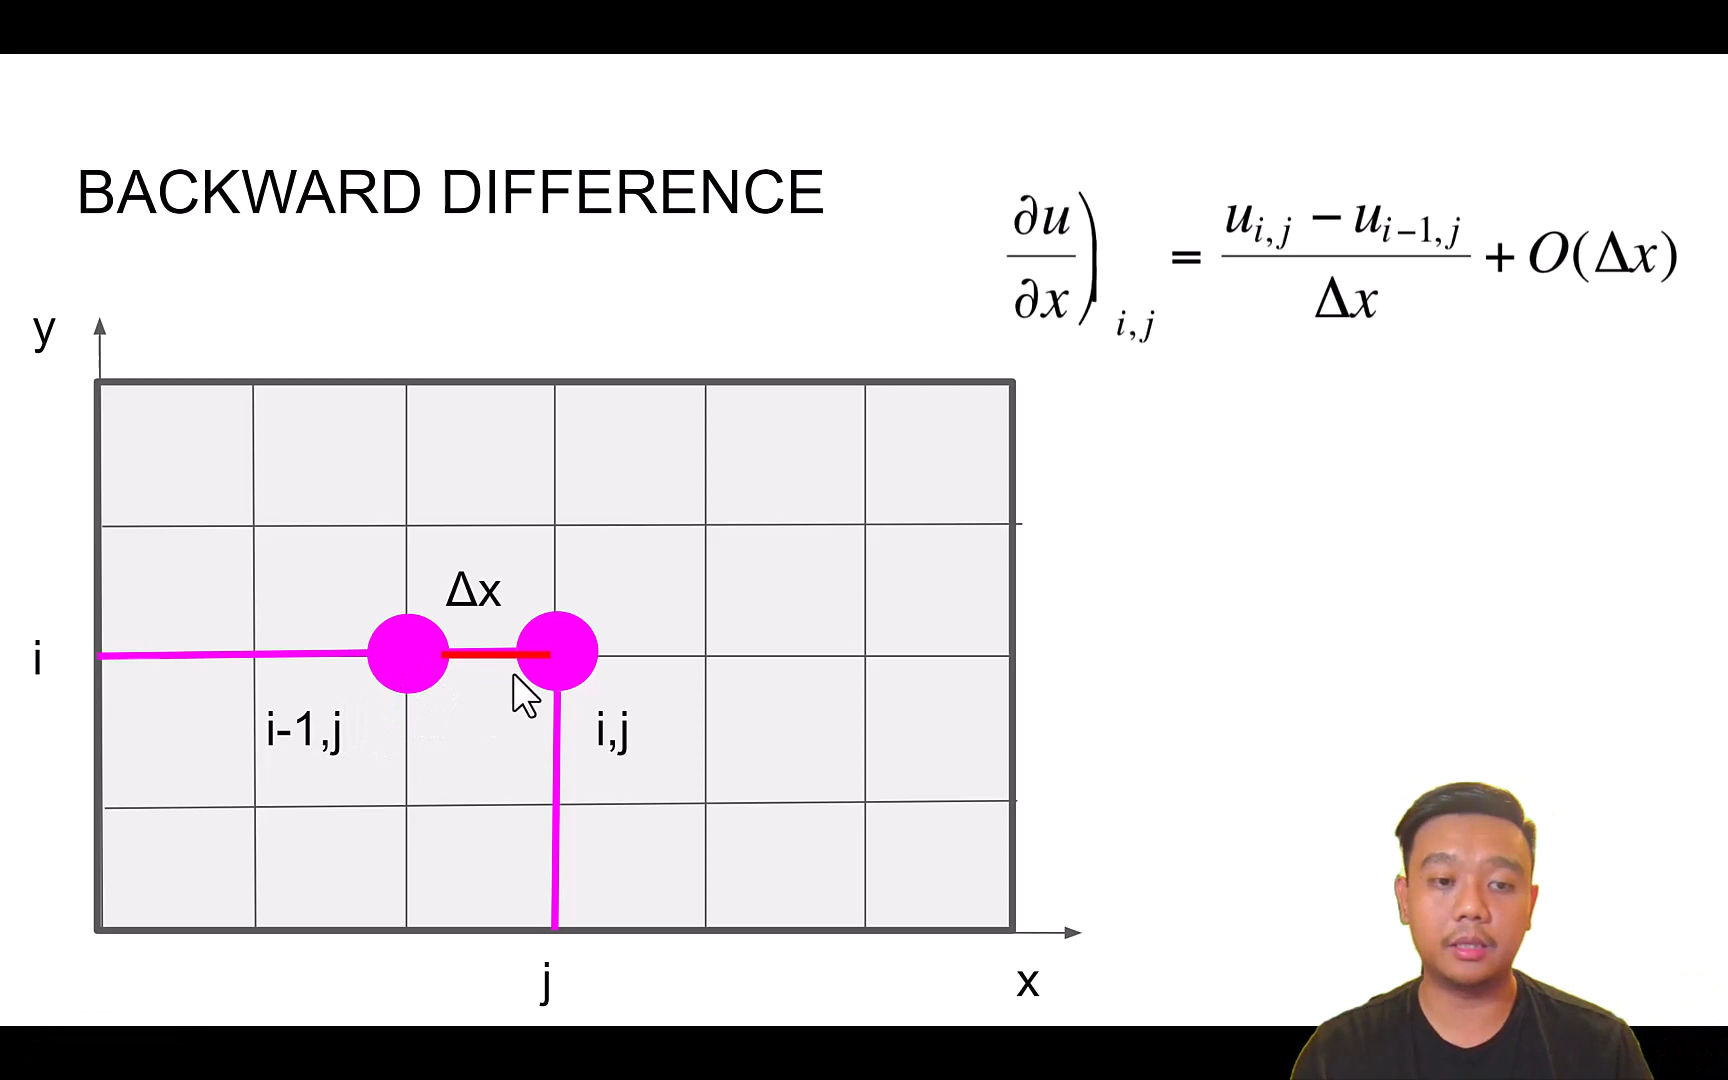 BACKWARD DIFFERENCE
∂u/∂x)i,j = (uᵢ,ⱼ − uᵢ₋₁,ⱼ)/Δx + O(Δx)
y
Δx
i
i-1,j
i,j
j
x